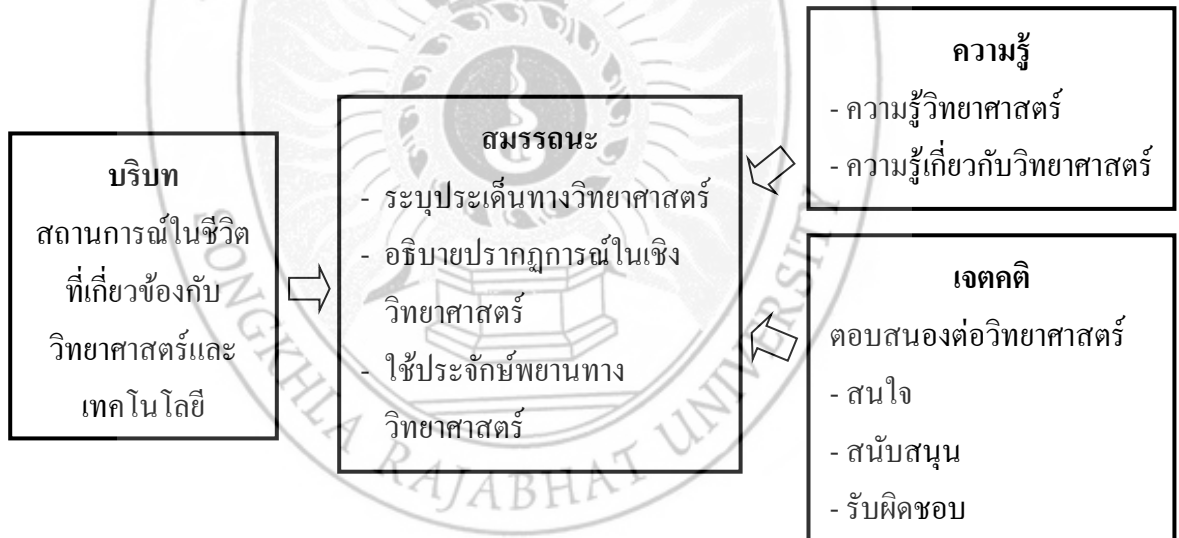 บริบท
สถานการณ์ในชีวิต
ที่เกี่ยวข้องกับ
วิทยาศาสตร์และ
เทคโนโลยี
สมรรถนะ
- ระบุประเด็นทางวิทยาศาสตร์
- อธิบายปรากฏการณ์ในเชิง
วิทยาศาสตร์
- ใช้ประจักษ์พยานทาง
วิทยาศาสตร์
ความรู้
- ความรู้วิทยาศาสตร์
- ความรู้เกี่ยวกับวิทยาศาสตร์
เจตคติ
ตอบสนองต่อวิทยาศาสตร์
- สนใจ
- สนับสนุน
- รับผิดชอบ
SONGKHLA RAJABHAT UNIVERSITY